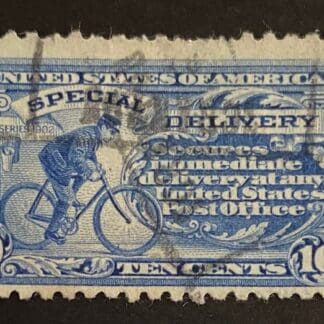 UNITED STATES OF AMERICA
SPECIAL DELIVERY
SERIES 1902
Secures
immediate
delivery at any
United States
Post Office
TEN CENTS 10